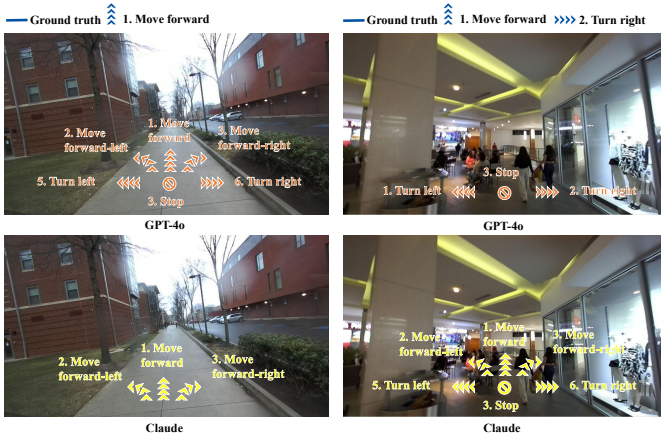 Ground truth 1. Move forward
Ground truth 1. Move forward 2. Turn right
1. Move
forward
2. Move
forward-left
3. Move
forward-right
5. Turn left
6. Turn right
3. Stop
GPT-4o
3. Stop
1. Turn left
2. Turn right
GPT-4o
1. Move
forward
2. Move
forward-left
3. Move
forward-right
Claude
1. Move
forward
2. Move
forward-left
3. Move
forward-right
5. Turn left
6. Turn right
3. Stop
Claude